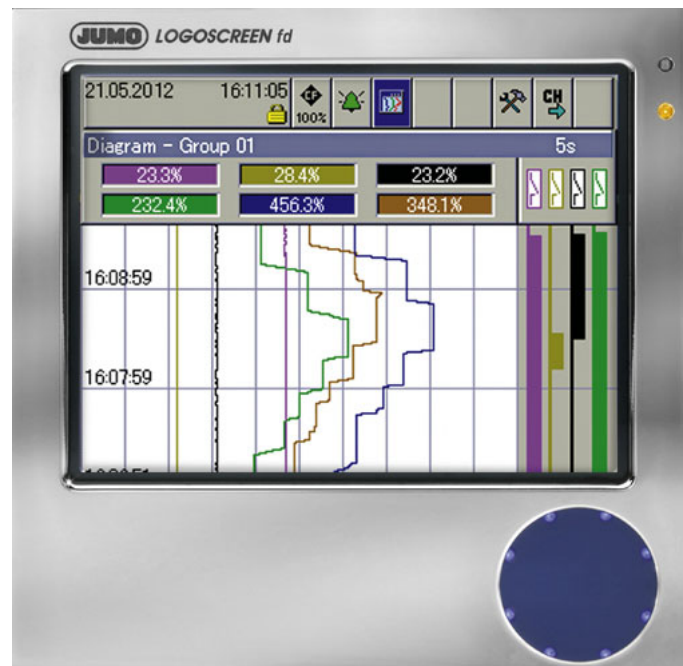 JUMO LOGOSCREEN fd
21.05.2012 16:11:05 CF 100% CH
Diagram - Group 01 5s
23.3% 28.4% 23.2%
232.4% 456.3% 348.1%
16:08:59
16:07:59